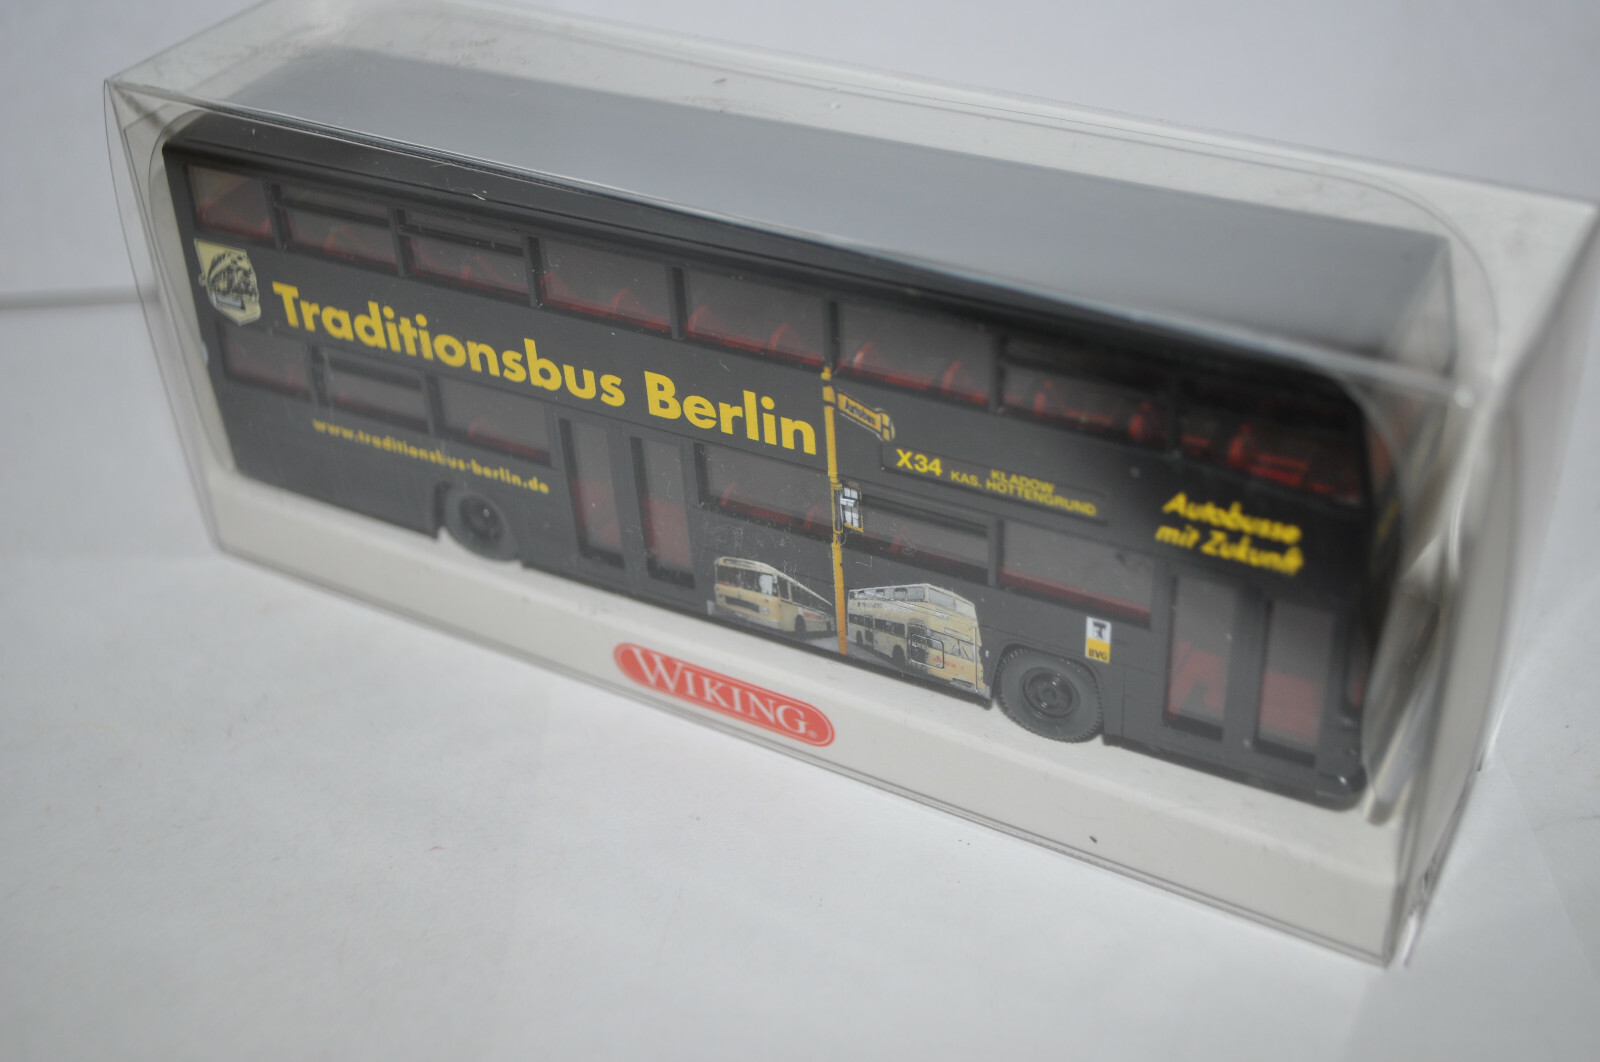 Traditionsbus Berlin
www.traditionsbus-berlin.de
X34
KLADOW
KAS. HOTTENGRUND
Autobusse
mit Zukunft
BVG
WIKING®